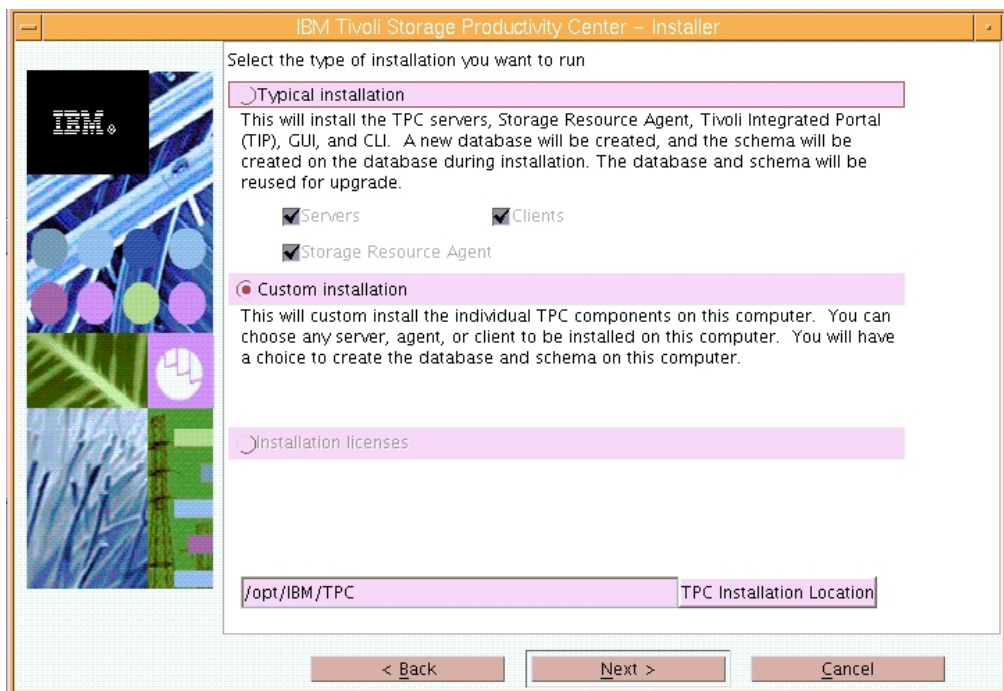 IBM Tivoli Storage Productivity Center – Installer
IBM®
Select the type of installation you want to run
Typical installation
This will install the TPC servers, Storage Resource Agent, Tivoli Integrated Portal
(TIP), GUI, and CLI. A new database will be created, and the schema will be
created on the database during installation. The database and schema will be
reused for upgrade.
Servers Clients
Storage Resource Agent
Custom installation
This will custom install the individual TPC components on this computer. You can
choose any server, agent, or client to be installed on this computer. You will have
a choice to create the database and schema on this computer.
Installation licenses
/opt/IBM/TPC TPC Installation Location
< Back Next > Cancel